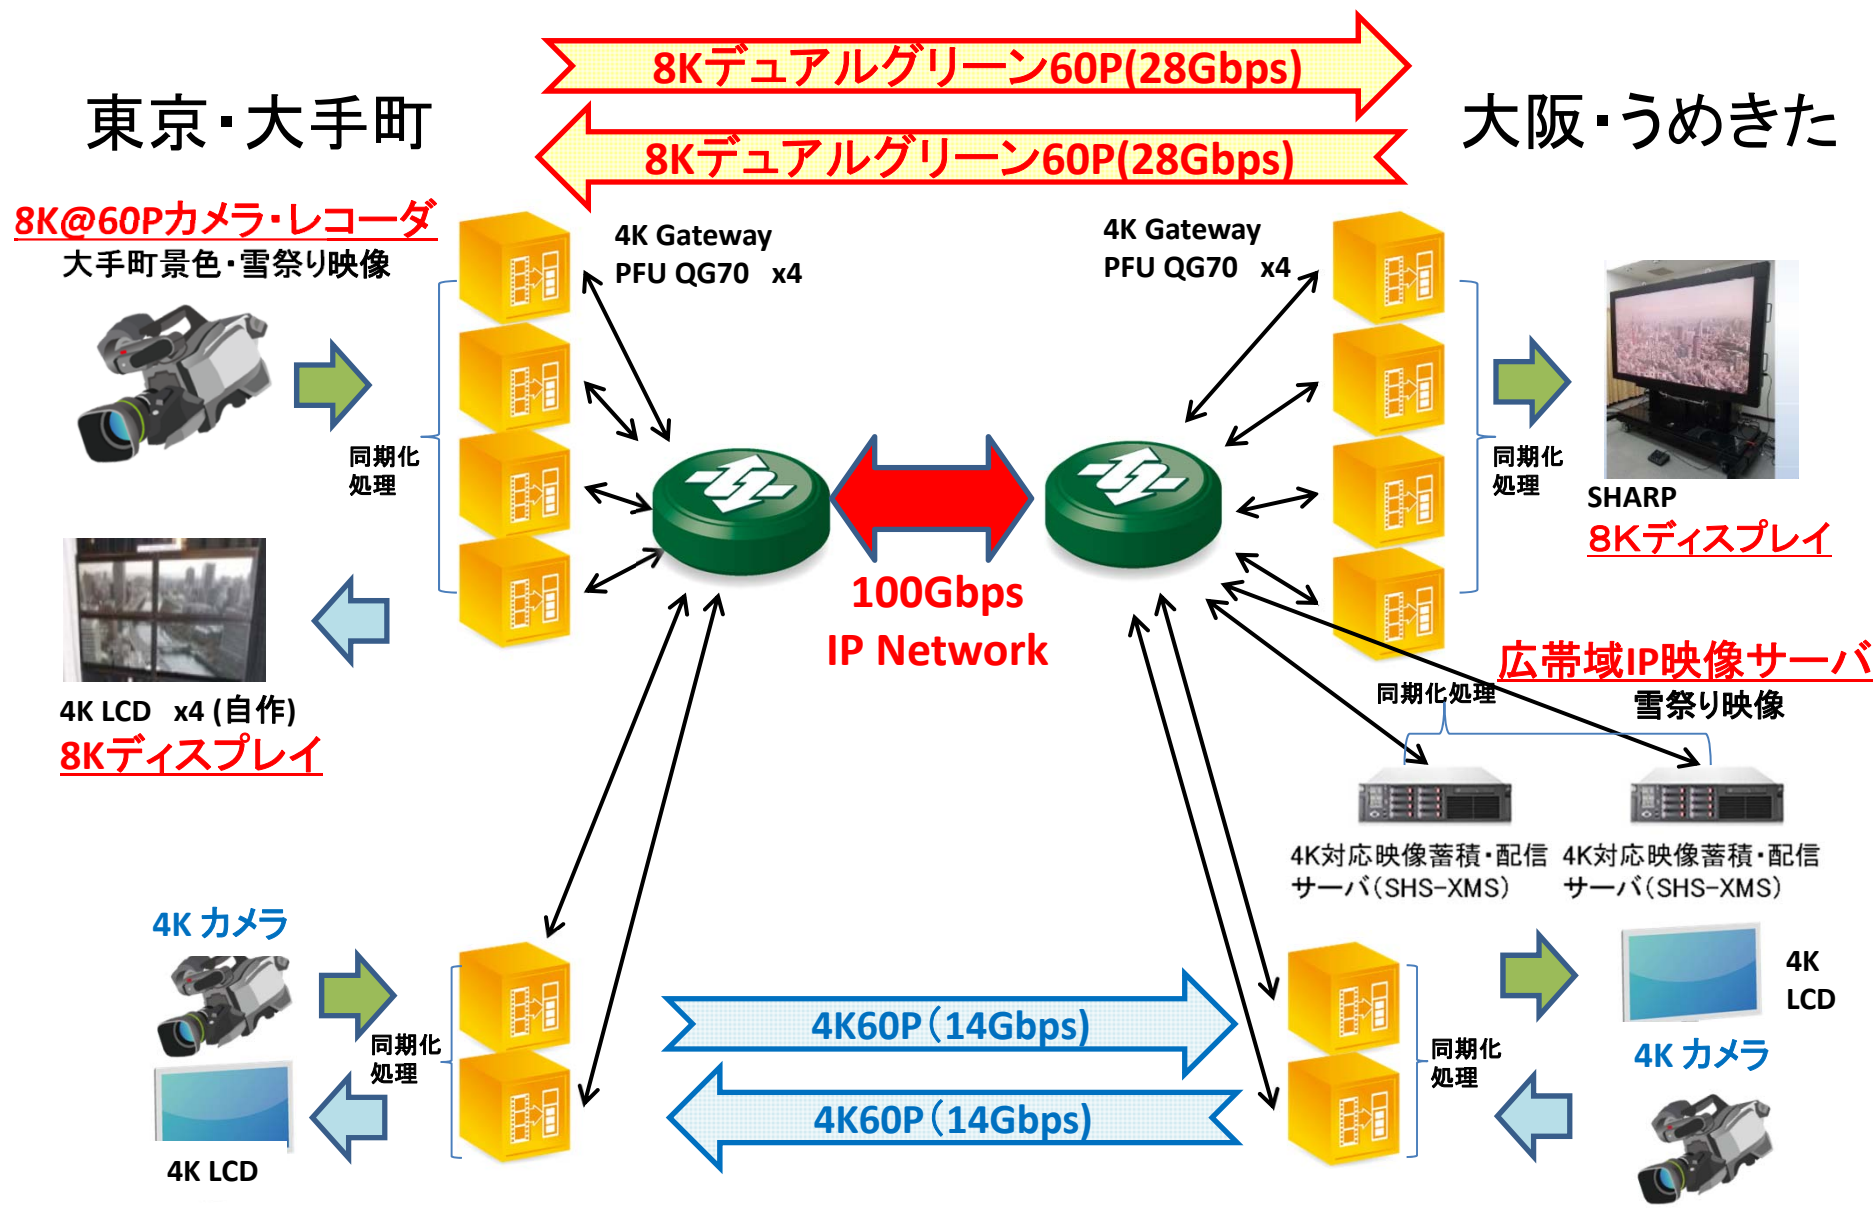 8Kデュアルグリーン60P(28Gbps)
8Kデュアルグリーン60P(28Gbps)
東京・大手町
大阪・うめきた
8K@60Pカメラ・レコーダ
大手町景色・雪祭り映像
4K Gateway
PFU QG70 x4
4K Gateway
PFU QG70 x4
同期化
処理
同期化
処理
SHARP
8Kディスプレイ
100Gbps
IP Network
4K LCD x4 (自作)
8Kディスプレイ
広帯域IP映像サーバ
雪祭り映像
同期化処理
4K対応映像蓄積・配信
サーバ(SHS-XMS)
4K対応映像蓄積・配信
サーバ(SHS-XMS)
4K カメラ
同期化
処理
4K LCD
4K60P(14Gbps)
4K60P(14Gbps)
4K
LCD
同期化
処理
4K カメラ